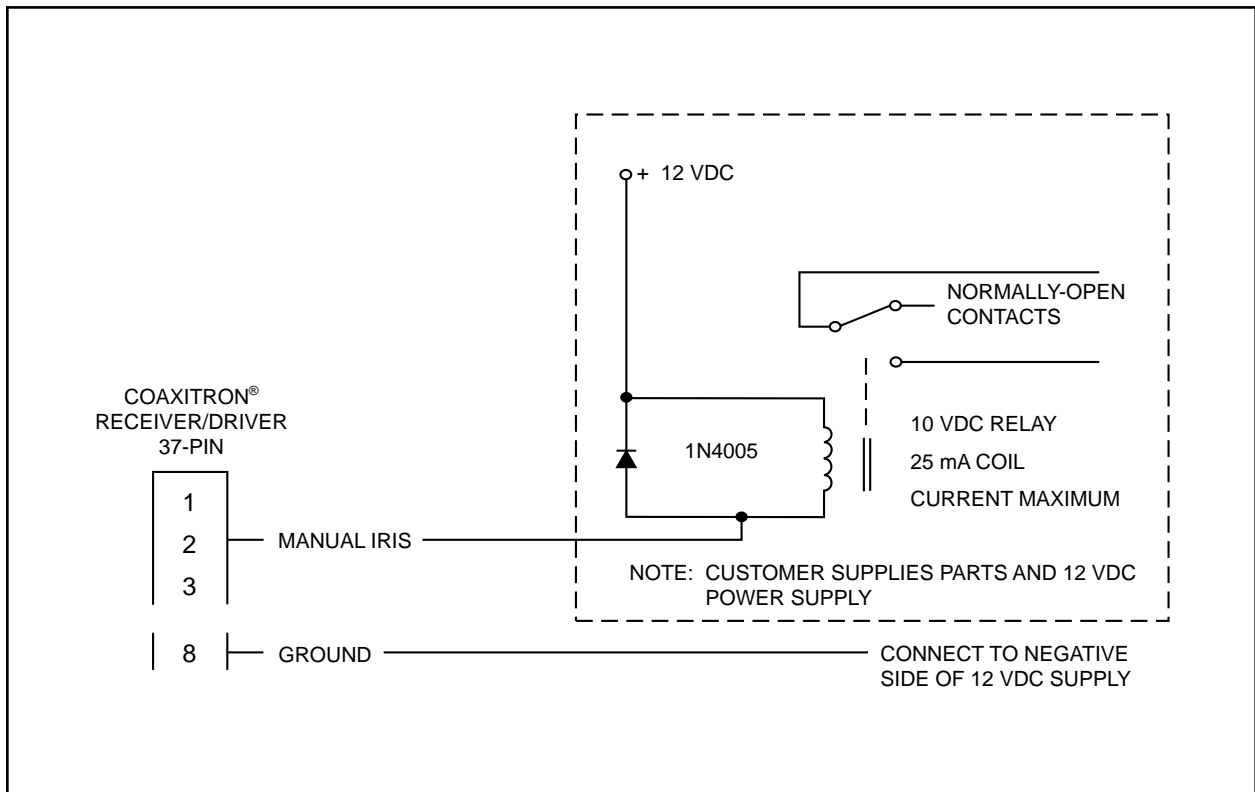 + 12 VDC
NORMALLY-OPEN
CONTACTS
COAXITRON®
RECEIVER/DRIVER
37-PIN
1N4005
10 VDC RELAY
25 mA COIL
CURRENT MAXIMUM
1
2
3
MANUAL IRIS
NOTE: CUSTOMER SUPPLIES PARTS AND 12 VDC
POWER SUPPLY
8
GROUND
CONNECT TO NEGATIVE
SIDE OF 12 VDC SUPPLY